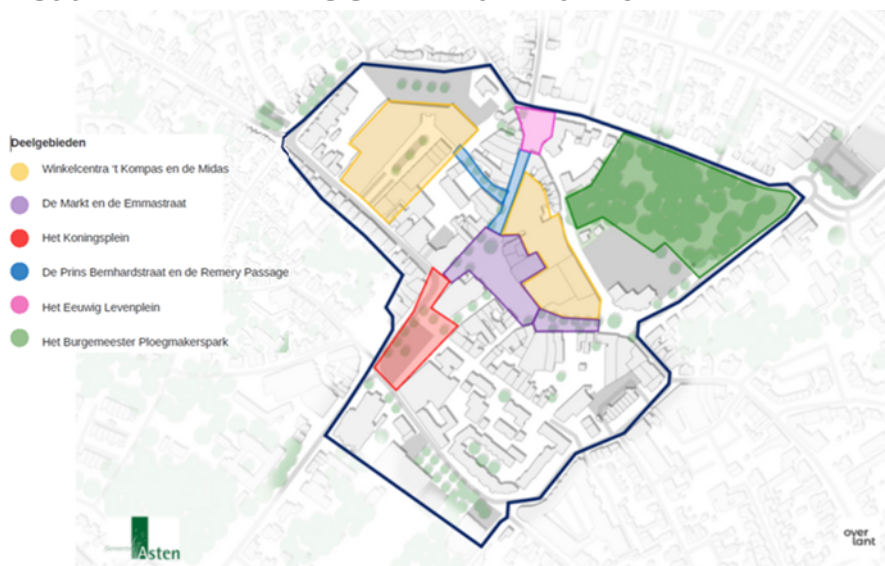 Deelgebieden
Winkelcentra 't Kompas en de Midas
De Markt en de Emmastraat
Het Koningsplein
De Prins Bernhardstraat en de Remery Passage
Het Eeuwig Levenplein
Het Burgemeester Ploegmakerspark
Gemeente
Asten
over
lant